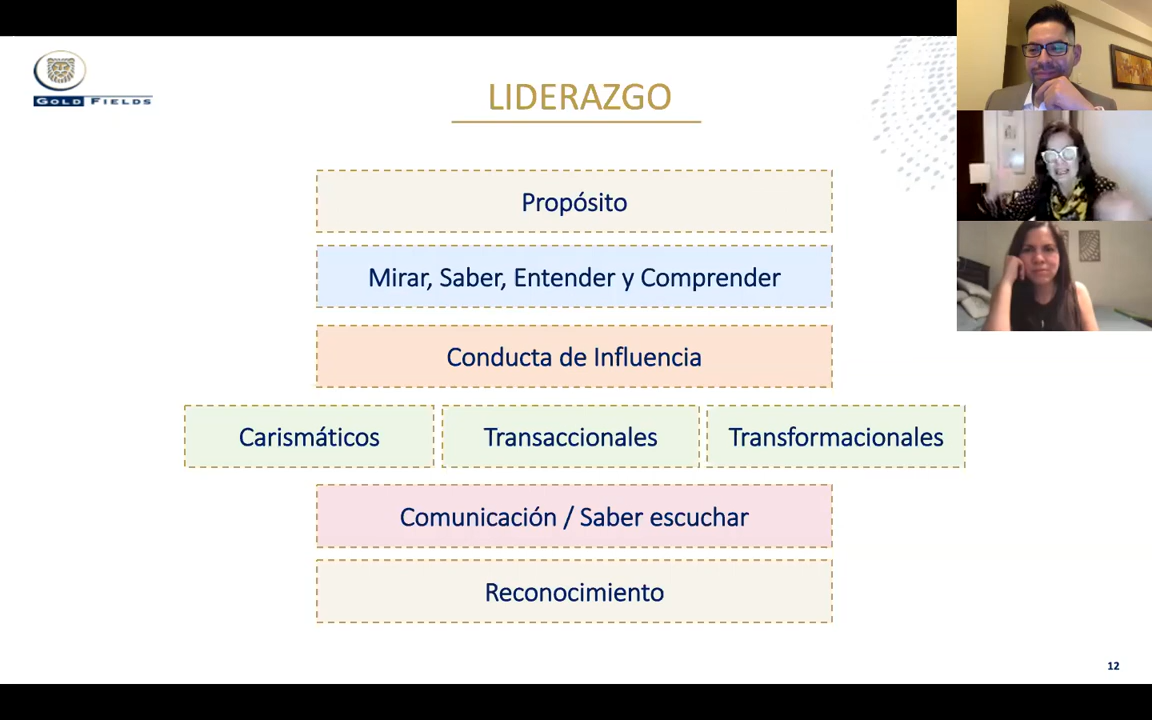 GOLD FIELDS
LIDERAZGO
Propósito
Mirar, Saber, Entender y Comprender
Conducta de Influencia
Carismáticos
Transaccionales
Transformacionales
Comunicación / Saber escuchar
Reconocimiento
12